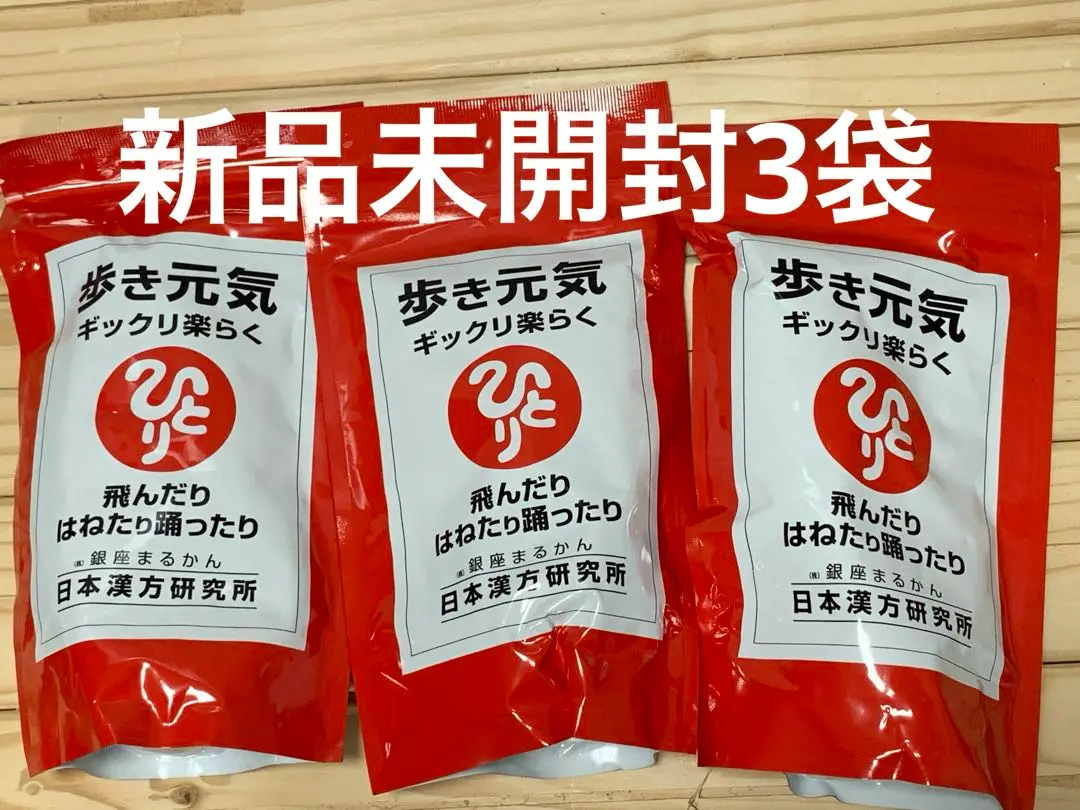 新品未開封3袋
歩き元気
ギックリ楽らく
ひとり
飛んだり
はねたり踊ったり
㈱銀座まるかん
日本漢方研究所
歩き元気
ギックリ楽らく
ひとり
飛んだり
はねたり踊ったり
㈱銀座まるかん
日本漢方研究所
歩き元気
ギックリ楽らく
ひとり
飛んだり
はねたり踊ったり
㈱銀座まるかん
日本漢方研究所